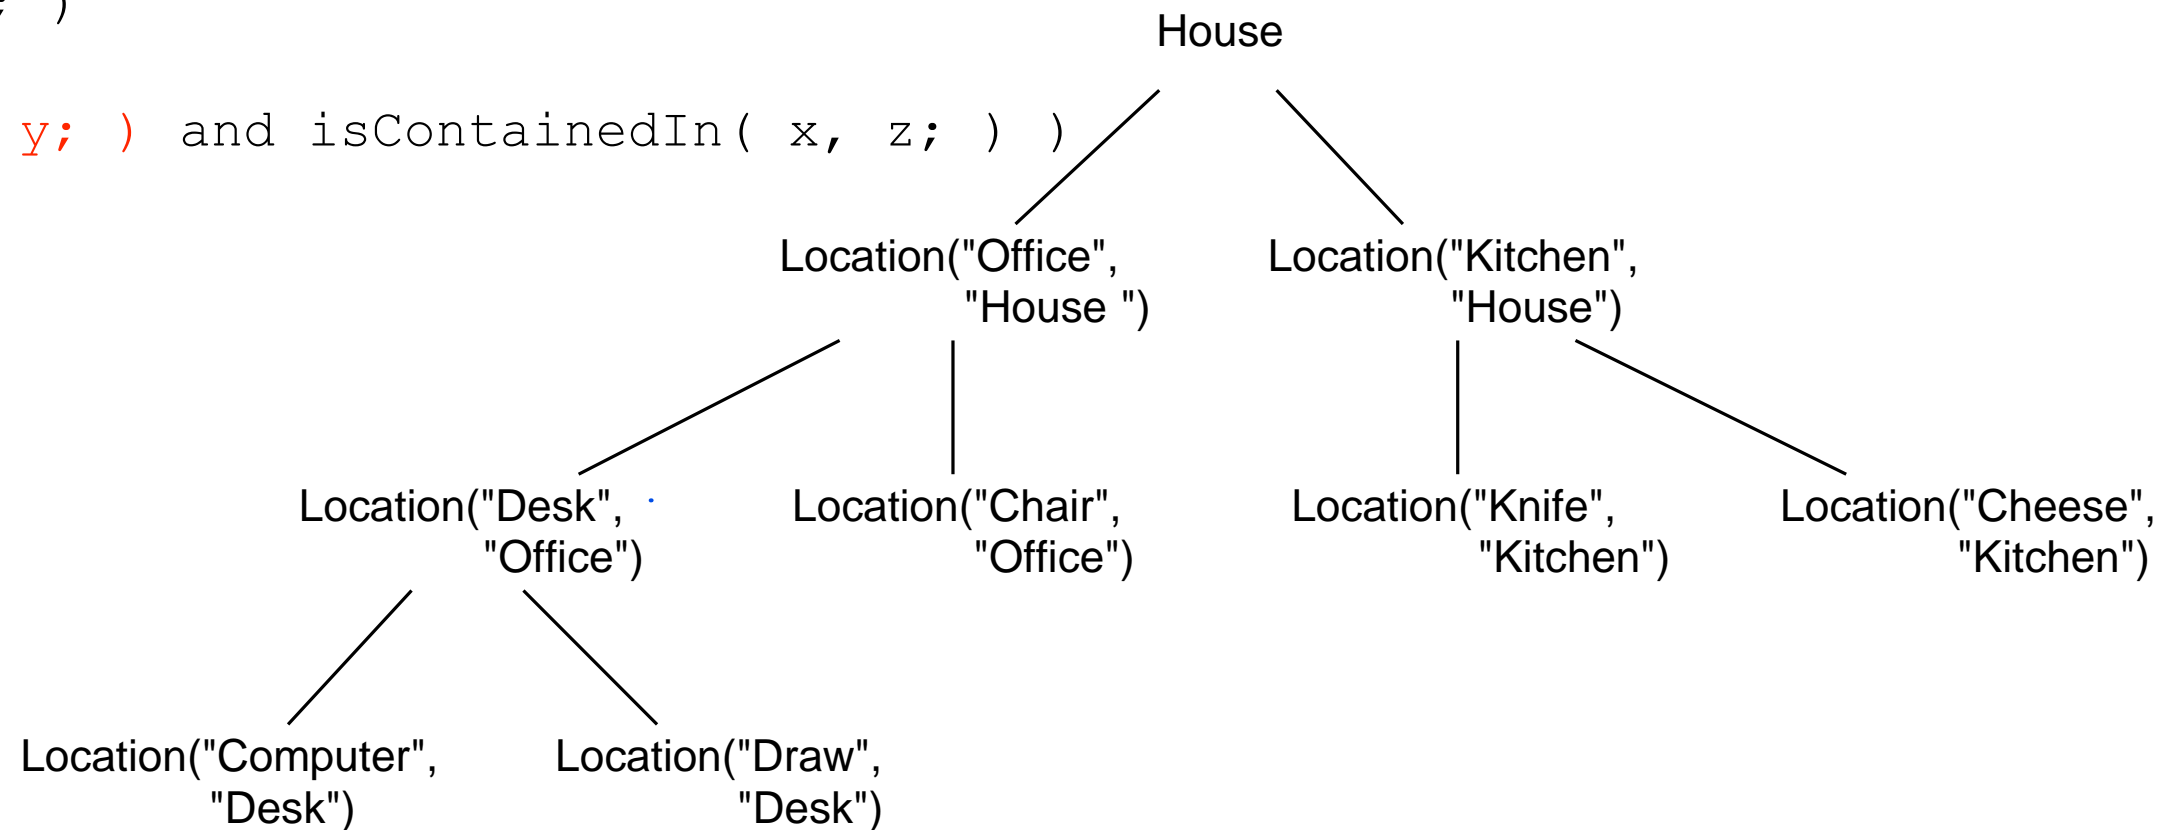 ; )
House
y; ) and isContainedIn( x, z; ) )
Location("Office",
"House ")
Location("Kitchen",
"House")
Location("Desk",
"Office")
Location("Chair",
"Office")
Location("Knife",
"Kitchen")
Location("Cheese",
"Kitchen")
Location("Computer",
"Desk")
Location("Draw",
"Desk")